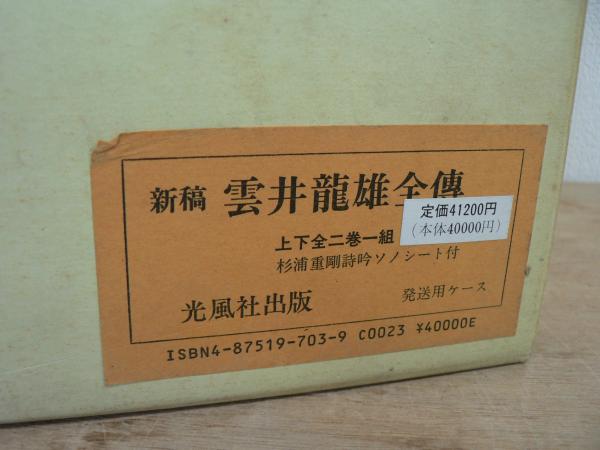 新稿 雲井龍雄全傳
定価41200円
(本体40000円)
上下全二巻一組
杉浦重剛詩吟ソノシート付
光風社出版 発送用ケース
ISBN4-87519-703-9 C0023 ¥40000E